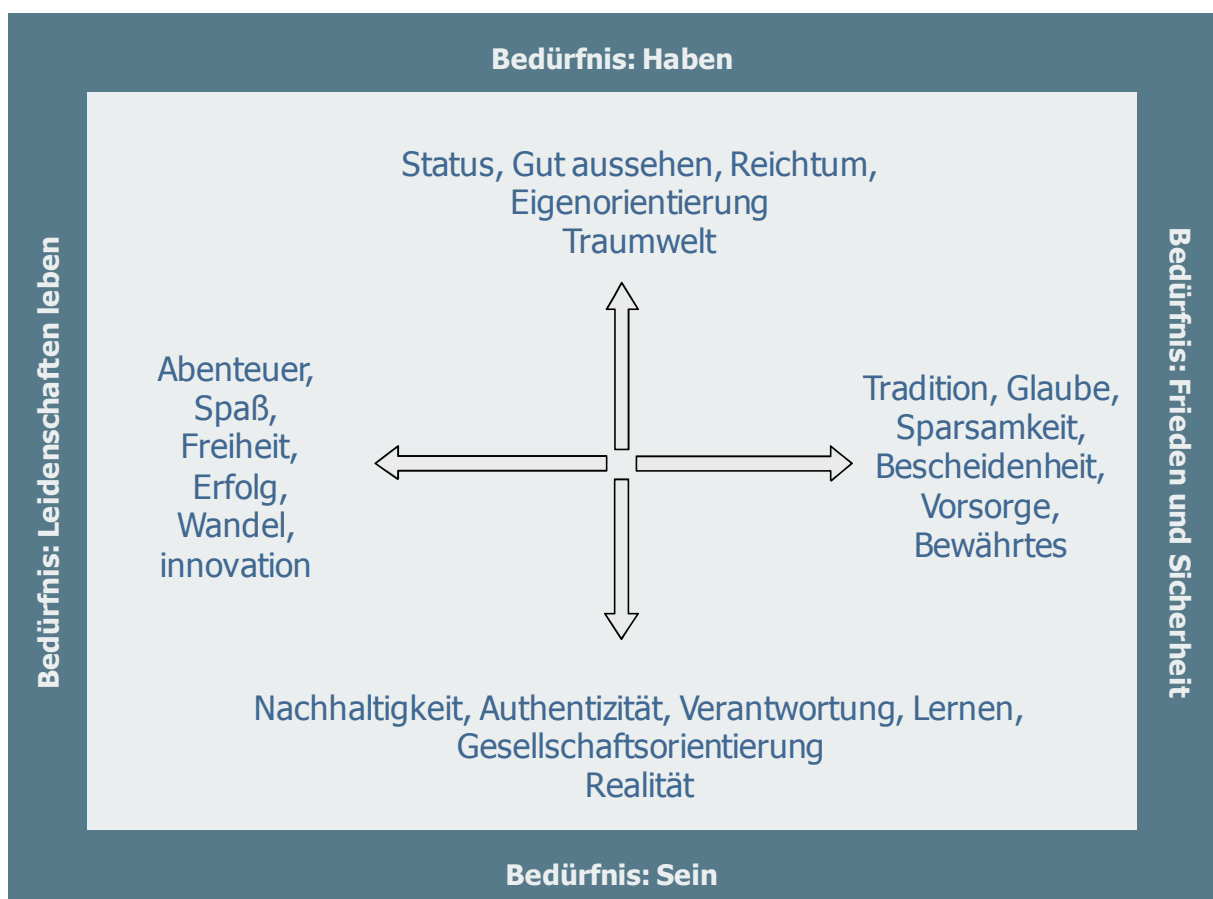 Bedürfnis: Haben
Status, Gut aussehen, Reichtum,
Eigenorientierung
Traumwelt
Bedürfnis: Leidenschaften leben
Abenteuer,
Spaß,
Freiheit,
Erfolg,
Wandel,
innovation
Tradition, Glaube,
Sparsamkeit,
Bescheidenheit,
Vorsorge,
Bewährtes
Bedürfnis: Frieden und Sicherheit
Nachhaltigkeit, Authentizität, Verantwortung, Lernen,
Gesellschaftsorientierung
Realität
Bedürfnis: Sein